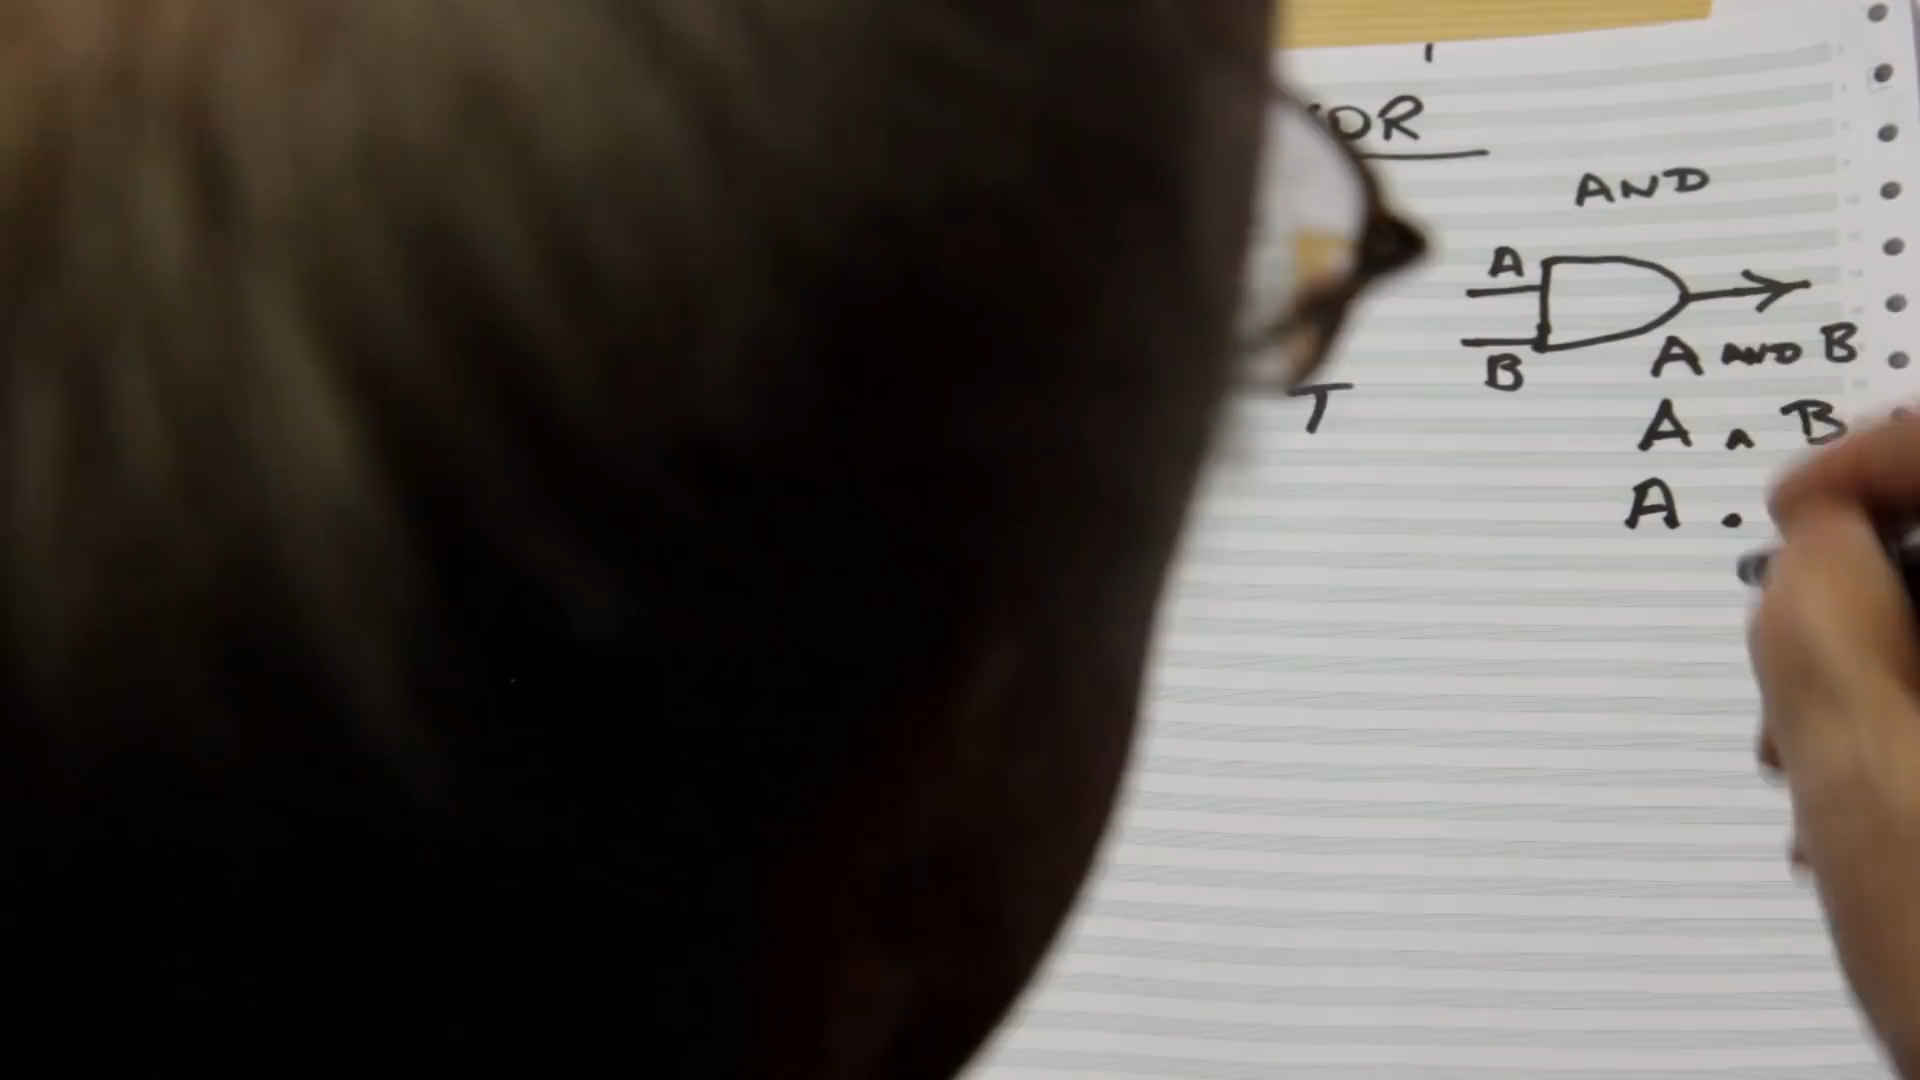 OR
AND
A
B
A AND B
T
A ∧ B
A .